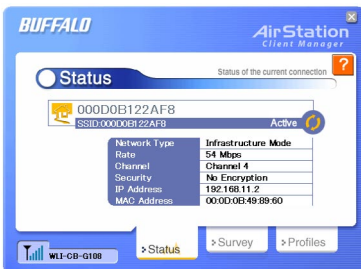 BUFFALO
AirStation
Client Manager
Status
Status of the current connection
?
000D0B122AF8
SSID:000D0B122AF8
Active
Network Type Infrastructure Mode
Rate 54 Mbps
Channel Channel 4
Security No Encryption
IP Address 192.168.11.2
MAC Address 00:0D:0B:49:89:60
WLI-CB-G108
>Status
>Survey
>Profiles